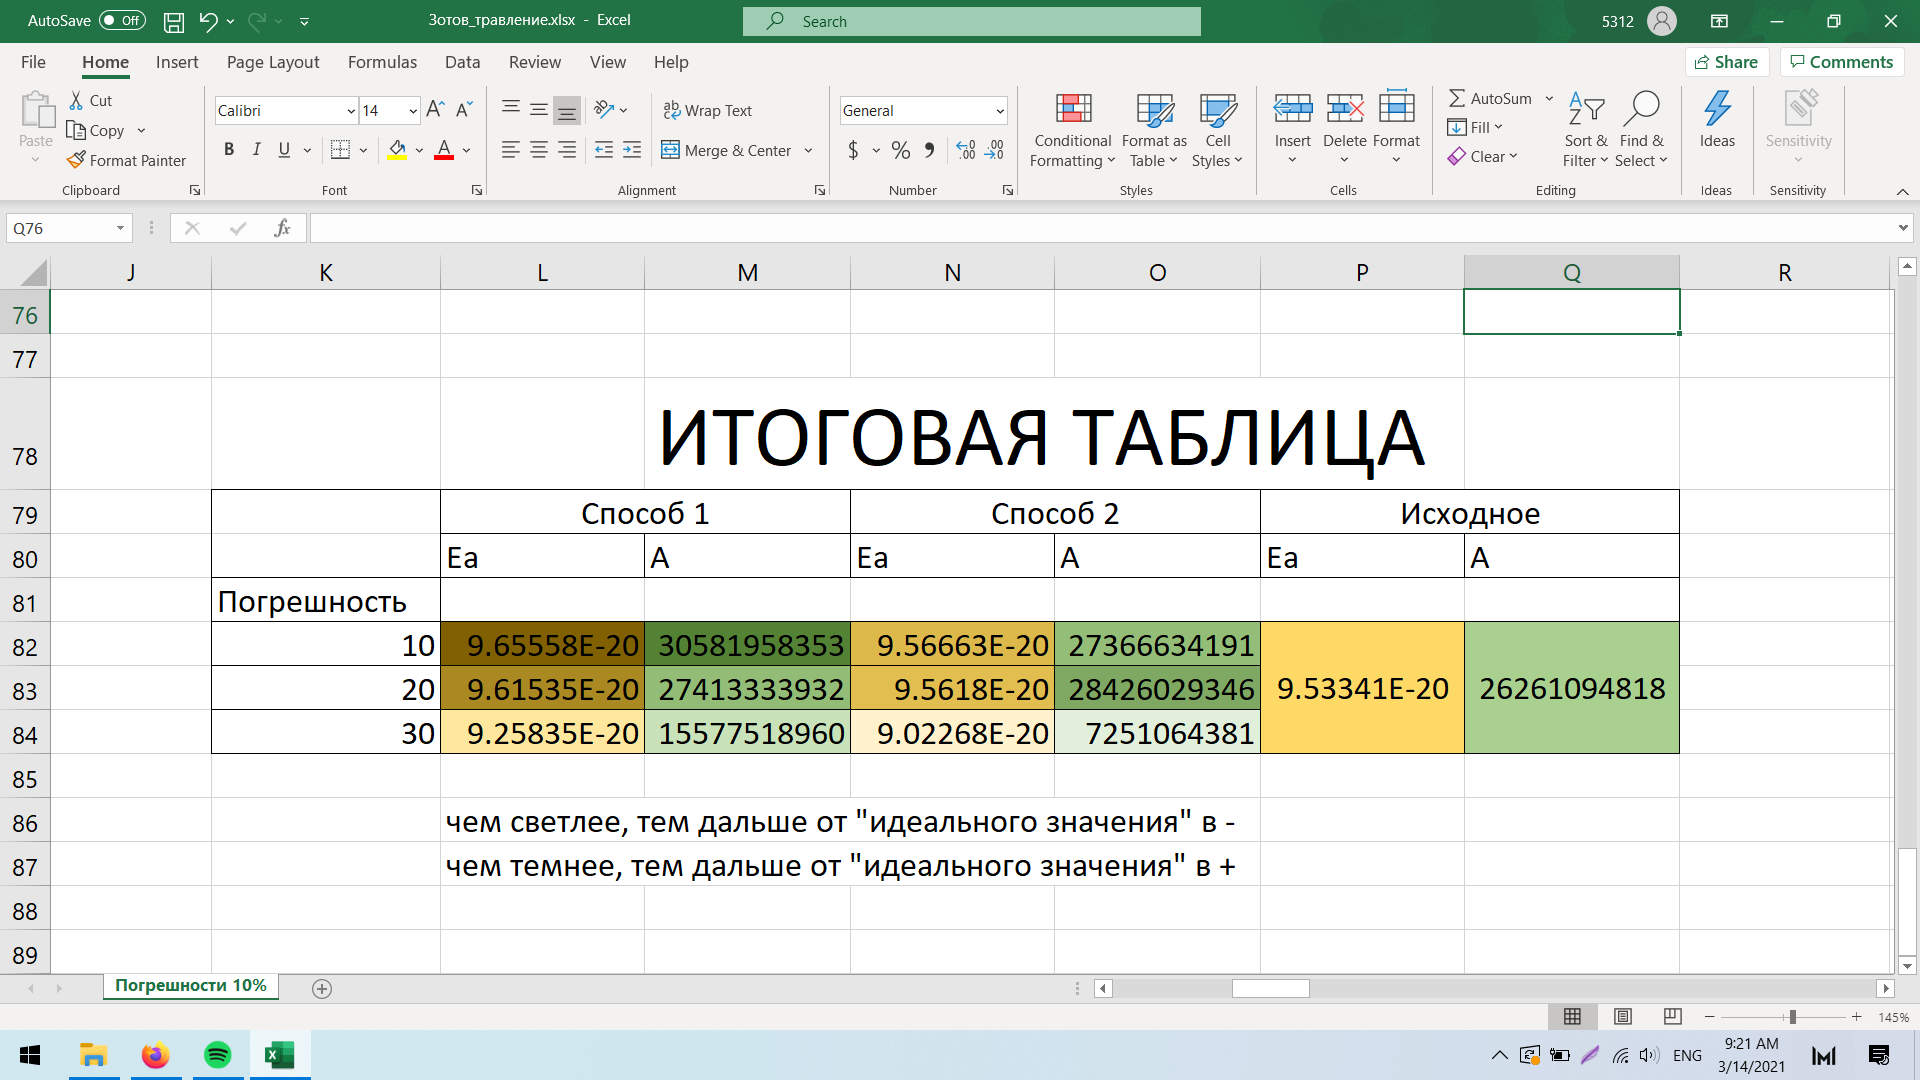 AutoSave Off
Зотов_травление.xlsx - Excel
Search
5312
File Home Insert Page Layout Formulas Data Review View Help
Share Comments
Paste
Cut
Copy
Format Painter
Clipboard
Calibri 14
B I U
Font
Wrap Text
Merge & Center
Alignment
General
Number
Conditional Formatting
Format as Table
Cell Styles
Styles
Insert Delete Format
Cells
AutoSum
Fill
Clear
Sort & Filter
Find & Select
Editing
Ideas
Ideas
Sensitivity
Sensitivity
Q76 fx
J K L M N O P Q R
76
77
78 ИТОГОВАЯ ТАБЛИЦА
79 Способ 1 Способ 2 Исходное
80 Ea A Ea A Ea A
81 Погрешность
82 10 9.65558E-20 30581958353 9.56663E-20 27366634191
83 20 9.61535E-20 27413333932 9.5618E-20 28426029346 9.53341E-20 26261094818
84 30 9.25835E-20 15577518960 9.02268E-20 7251064381
85
86 чем светлее, тем дальше от "идеального значения" в -
87 чем темнее, тем дальше от "идеального значения" в +
88
89
Погрешности 10%
145%
ENG
9:21 AM
3/14/2021